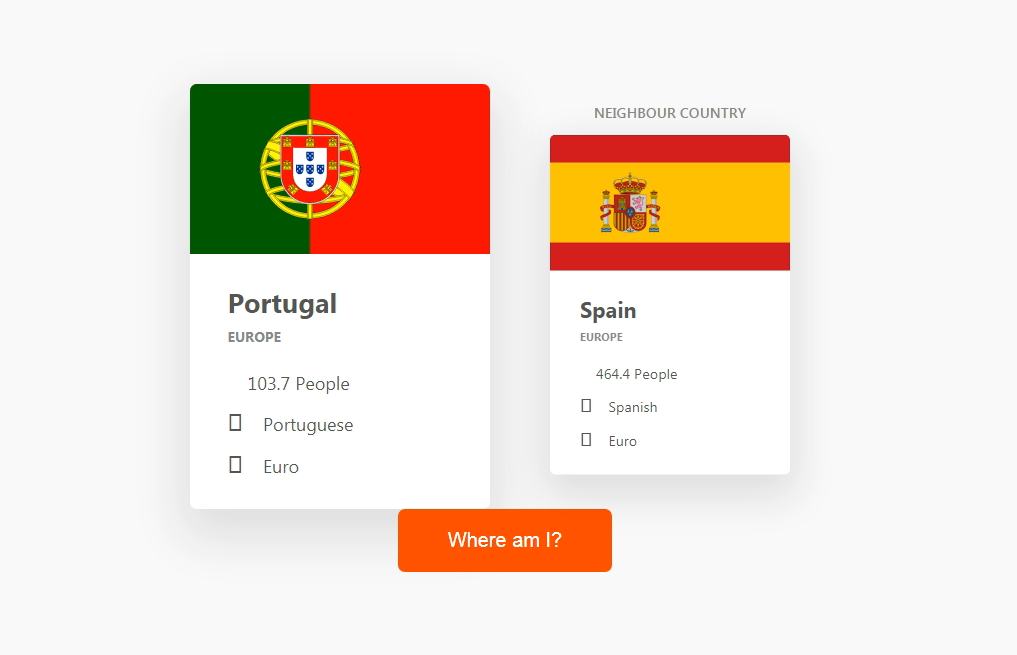 Portugal
EUROPE
103.7 People
Portuguese
Euro
NEIGHBOUR COUNTRY
Spain
EUROPE
464.4 People
Spanish
Euro
Where am I?